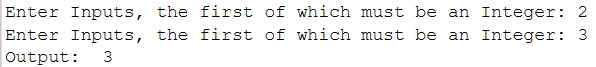 Enter Inputs, the first of which must be an Integer: 2
Enter Inputs, the first of which must be an Integer: 3
Output:  3